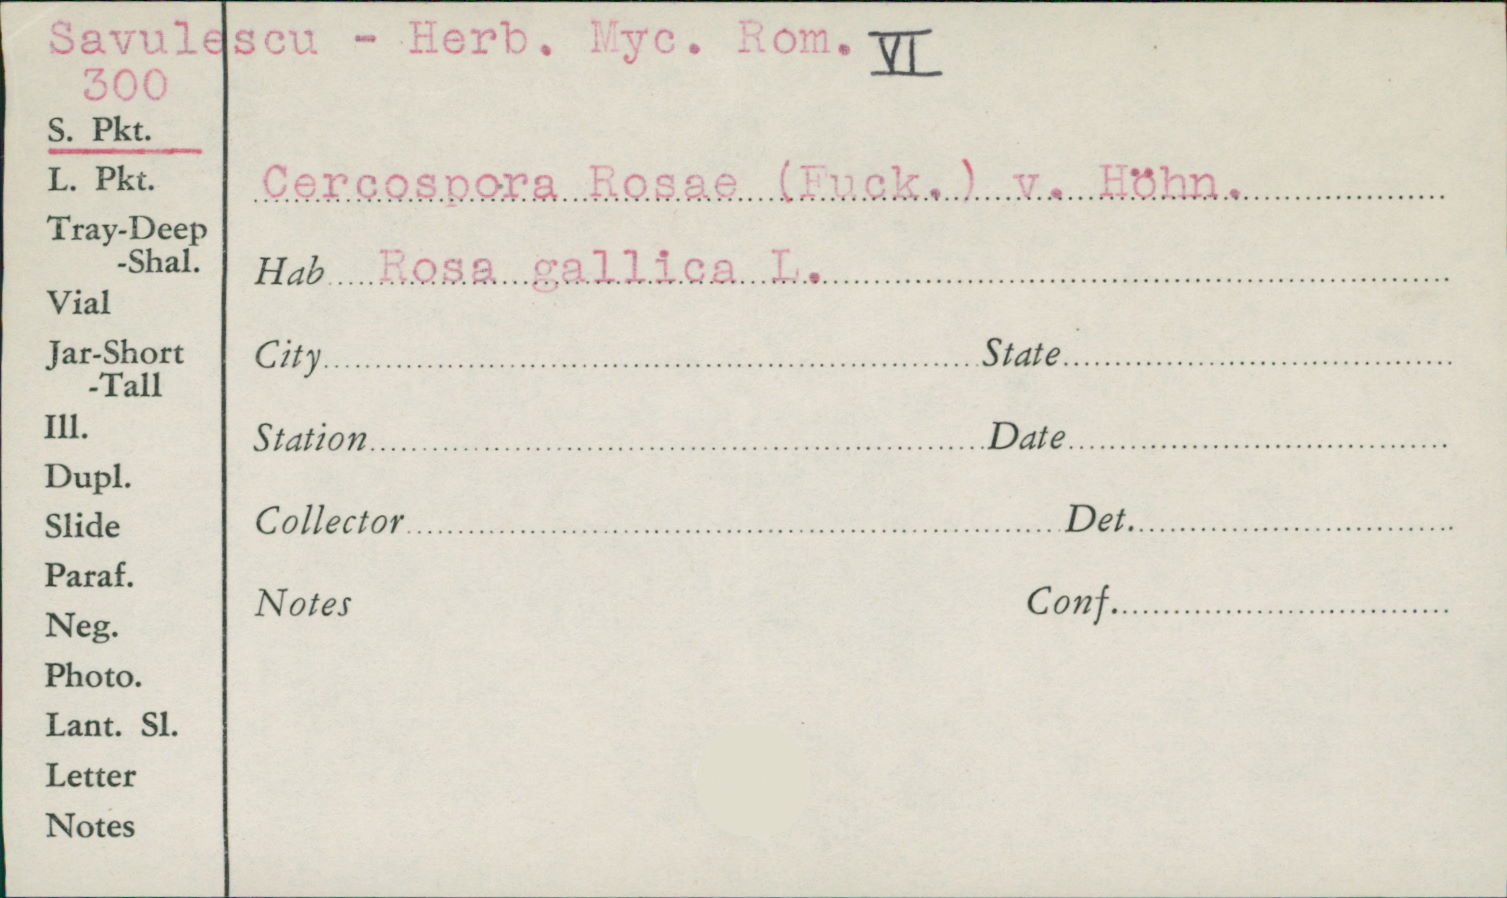 Savulescu - Herb. Myc. Rom. VI
300
S. Pkt.
L. Pkt.
Tray-Deep
-Shal.
Vial
Jar-Short
-Tall
Ill.
Dupl.
Slide
Paraf.
Neg.
Photo.
Lant. Sl.
Letter
Notes
Cercospora Rosae (Fuck.) v. Höhn.
Hab Rosa gallica L.
City State
Station Date
Collector Det.
Notes Conf.